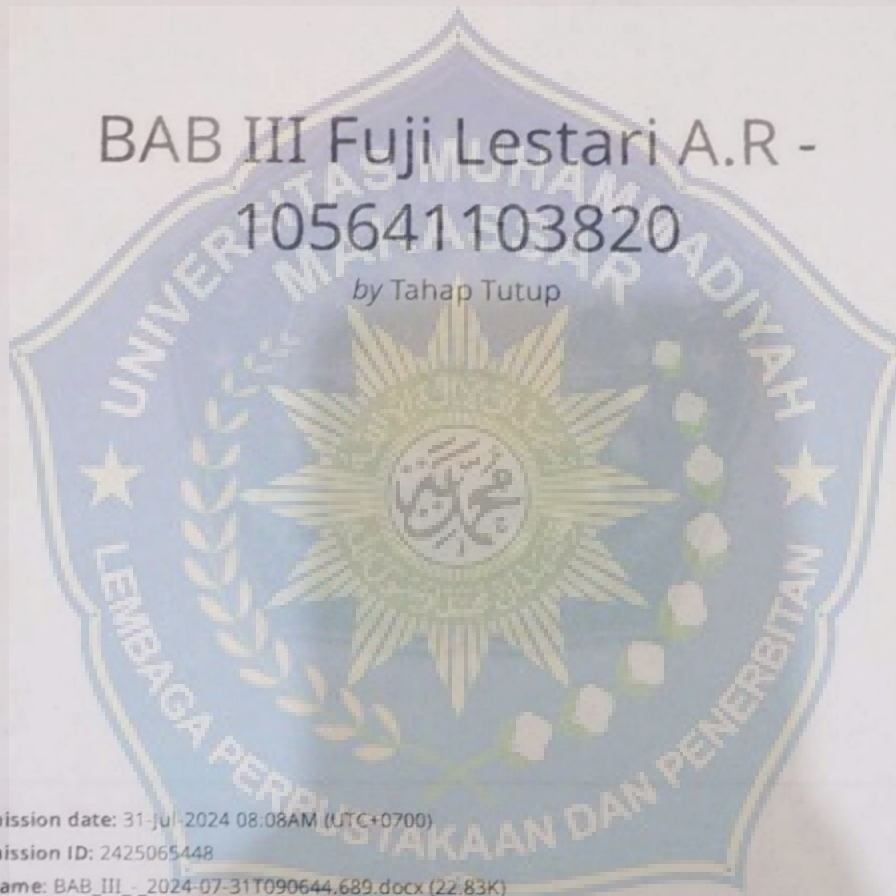 BAB III Fuji Lestari A.R -
105641103820
by Tahap Tutup
UNIVERSITAS MUHAMMADIYAH
MAKASSAR
محمد
LEMBAGA PERPUSTAKAAN DAN PENERBITAN
ission date: 31-Jul-2024 08:08AM (UTC+0700)
ission ID: 2425065448
ame: BAB_III_-_2024-07-31T090644.689.docx (22.83K)